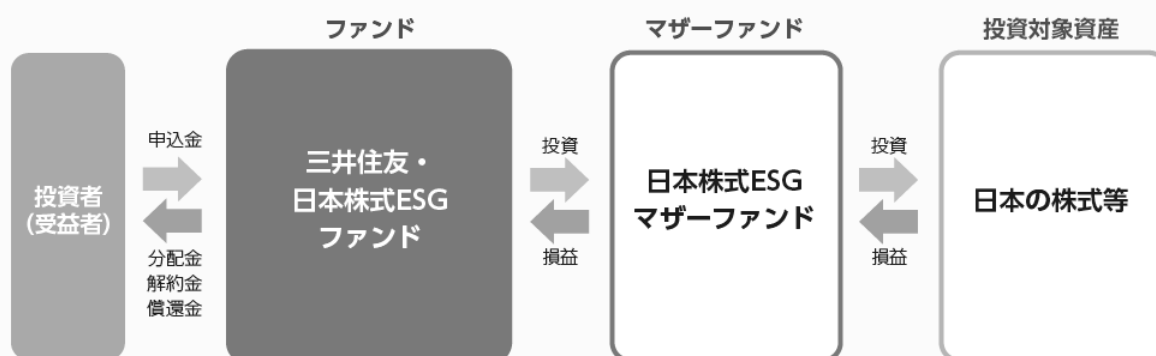 ファンド
マザーファンド
投資対象資産
投資者
(受益者)
申込金
分配金
解約金
償還金
三井住友・
日本株式ESG
ファンド
投資
損益
日本株式ESG
マザーファンド
投資
損益
日本の株式等